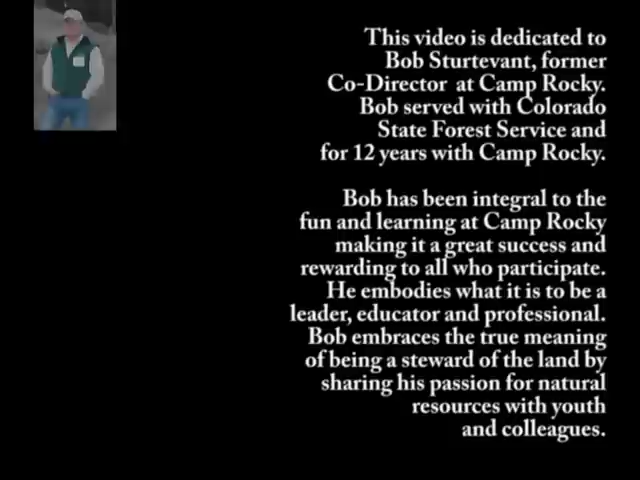 This video is dedicated to
Bob Sturtevant, former
Co-Director at Camp Rocky.
Bob served with Colorado
State Forest Service and
for 12 years with Camp Rocky.
Bob has been integral to the
fun and learning at Camp Rocky
making it a great success and
rewarding to all who participate.
He embodies what it is to be a
leader, educator and professional.
Bob embraces the true meaning
of being a steward of the land by
sharing his passion for natural
resources with youth
and colleagues.